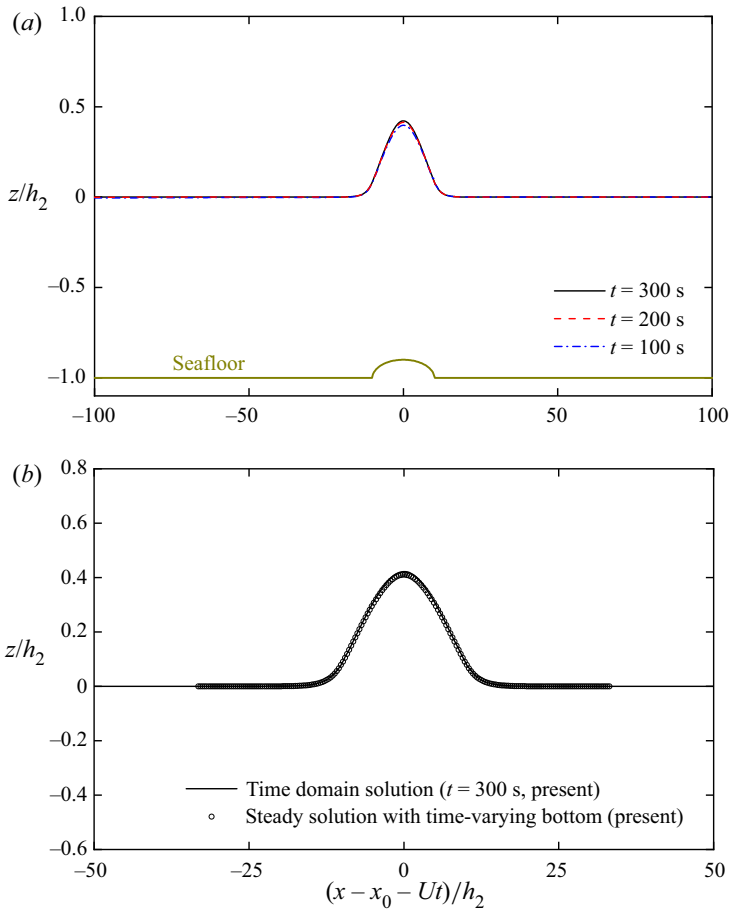 (a)
1.0
0.5
z/h₂
0
–0.5
t = 300 s
t = 200 s
t = 100 s
Seafloor
–1.0
–100
–50
0
50
100
(b)
0.8
0.6
0.4
0.2
z/h₂
0
–0.2
–0.4
Time domain solution (t = 300 s, present)
Steady solution with time-varying bottom (present)
–0.6
–50
–25
0
25
50
(x – x₀ – Ut)/h₂